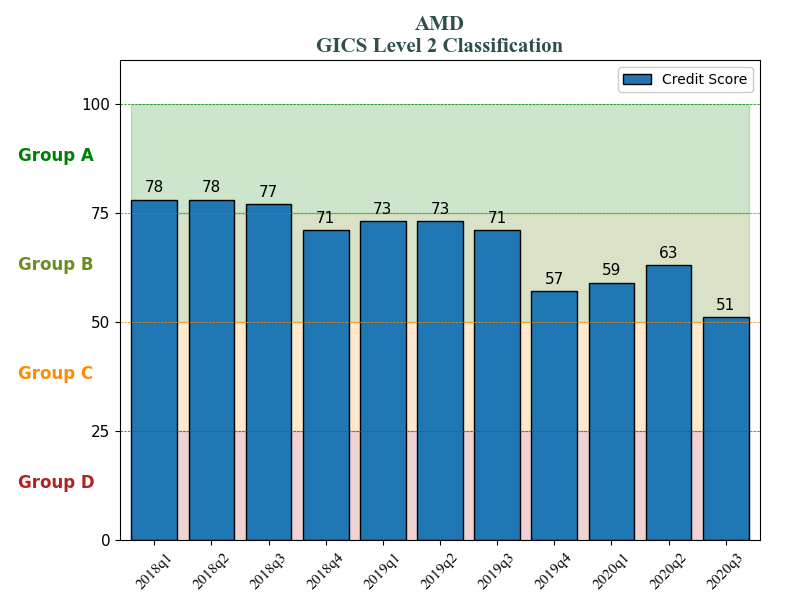 AMD
GICS Level 2 Classification
Credit Score
100
Group A
78
78
77
71
73
73
71
57
59
63
51
75
Group B
50
Group C
25
Group D
0
2018q1
2018q2
2018q3
2018q4
2019q1
2019q2
2019q3
2019q4
2020q1
2020q2
2020q3